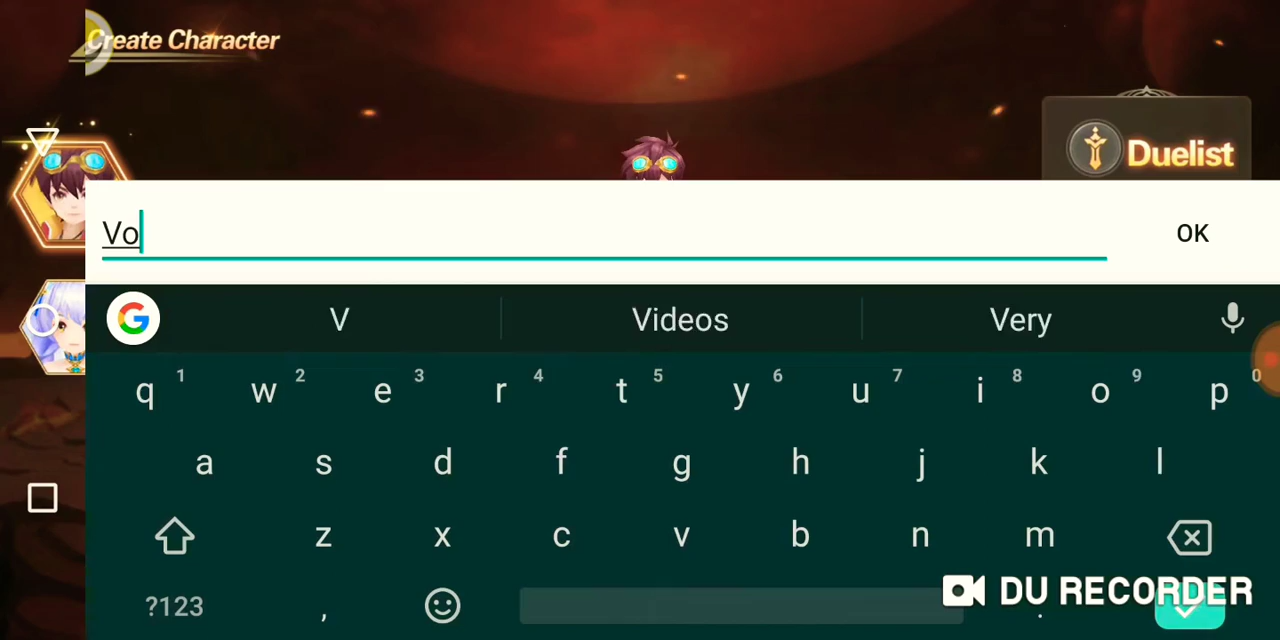 Create Character
Duelist
Vo
OK
V Videos Very
q 1 w 2 e 3 r 4 t 5 y 6 u 7 i 8 o 9 p 0
a s d f g h j k l
z x c v b n m
?123 , .
DU RECORDER